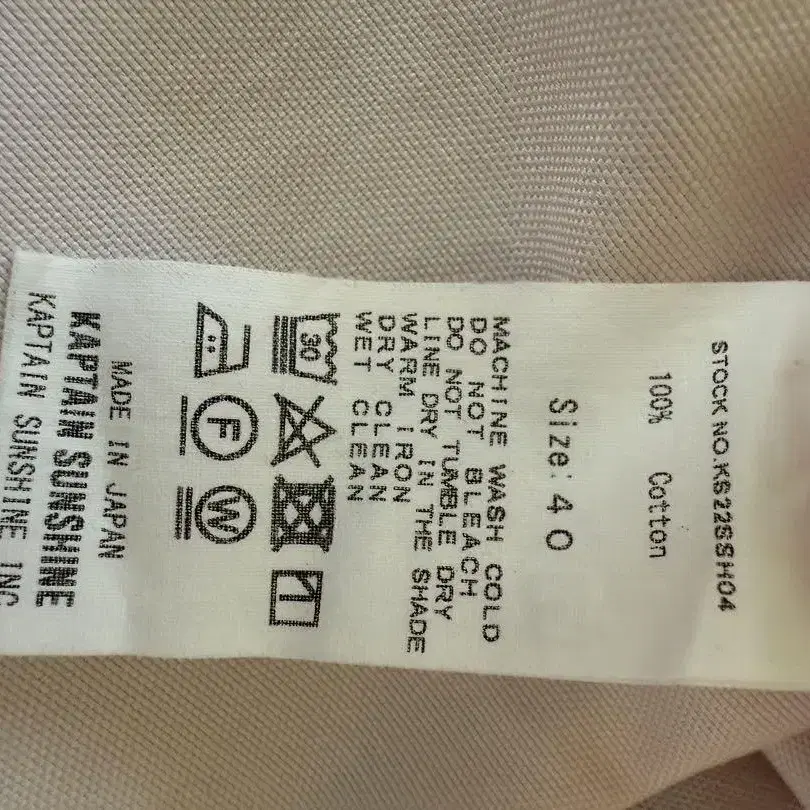 STOCK NO.KS22SSH04
100% Cotton
Size:40
MACHINE WASH COLD
DO NOT BLEACH
DO NOT TUMBLE DRY
LINE DRY IN THE SHADE
WARM IRON
DRY CLEAN
WET CLEAN
30
F
W
MADE IN JAPAN
KAPTAIN SUNSHINE
KAPTAIN SUNSHINE INC